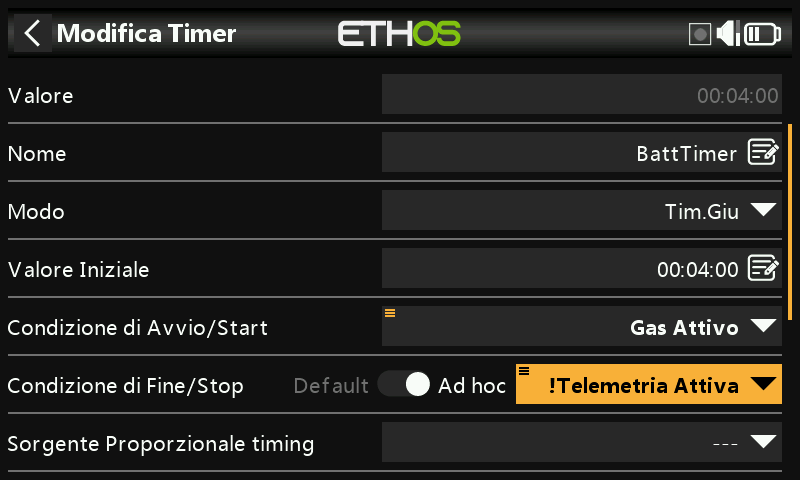 Modifica Timer ETHOS
Valore 00:04:00
Nome BattTimer
Modo Tim.Giu
Valore Iniziale 00:04:00
Condizione di Avvio/Start Gas Attivo
Condizione di Fine/Stop Default Ad hoc !Telemetria Attiva
Sorgente Proporzionale timing ---